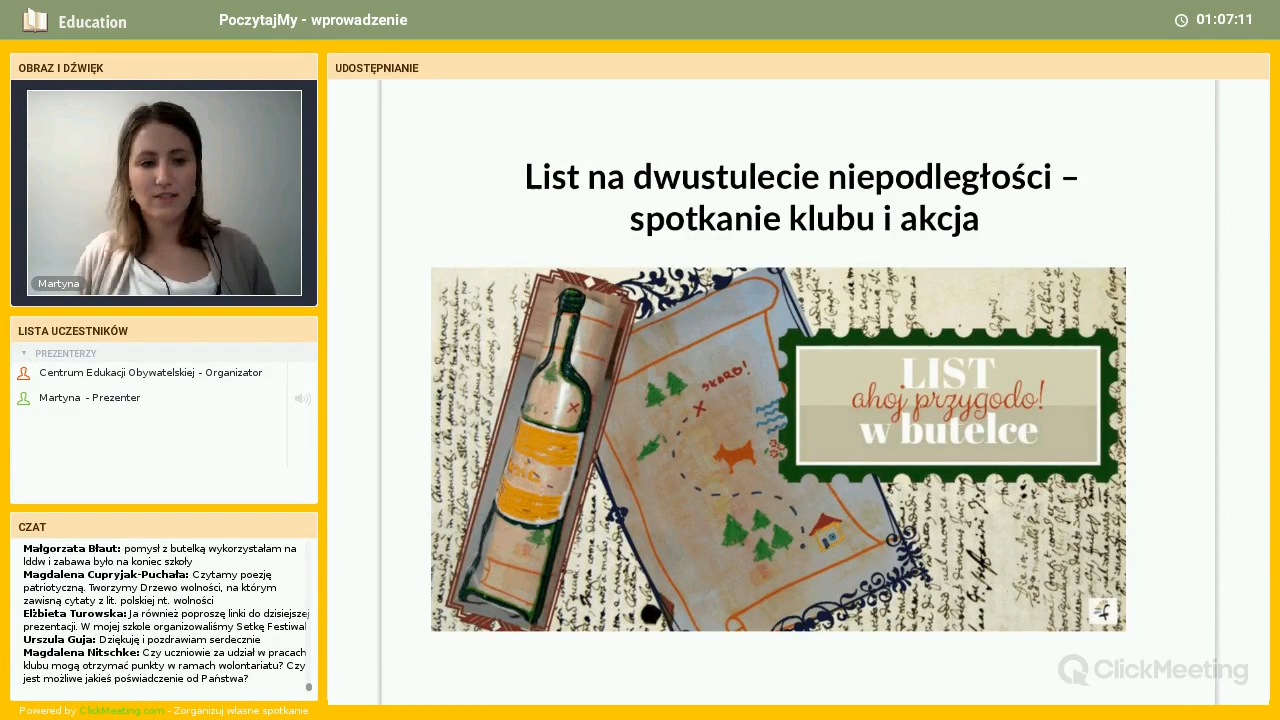 Education
PoczytajMy - wprowadzenie
01:07:11
OBRAZ I DŹWIĘK
Martyna
LISTA UCZESTNIKÓW
PREZENTERZY
Centrum Edukacji Obywatelskiej - Organizator
Martyna - Prezenter
CZAT
Małgorzata Błaut: pomysł z butelką wykorzystałam na
lddw i zabawa było na koniec szkoły
Magdalena Cupryjak-Puchała: Czytamy poezję
patriotyczną. Tworzymy Drzewo wolności, na którym
zawisną cytaty z lit. polskiej nt. wolności
Elżbieta Turowska: Ja również poproszę linki do dzisiejszej
prezentacji. W mojej szkole organizowaliśmy Setkę Festiwal
Urszula Guja: Dziękuję i pozdrawiam serdecznie
Magdalena Nitschke: Czy uczniowie za udział w pracach
klubu mogą otrzymać punkty w ramach wolontariatu? Czy
jest możliwe jakieś poświadczenie od Państwa?
Powered by ClickMeeting.com - Zorganizuj własne spotkanie
UDOSTĘPNIANIE
List na dwustulecie niepodległości –
spotkanie klubu i akcja
SKARB!
LIST
ahoj przygodo!
w butelce
ClickMeeting